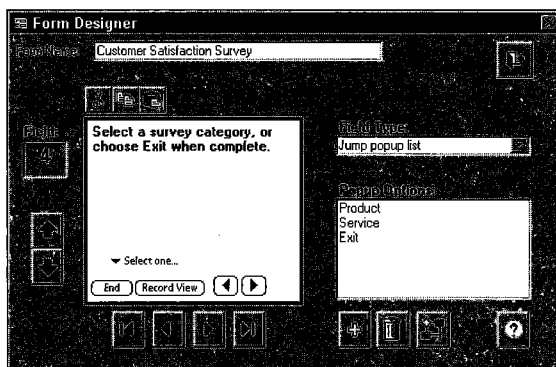 Form Designer
Form Name:
Customer Satisfaction Survey
Field:
4
Select a survey category, or
choose Exit when complete.
Select one...
End
Record View
Field Type:
Jump popup list
Popup Options:
Product
Service
Exit
?